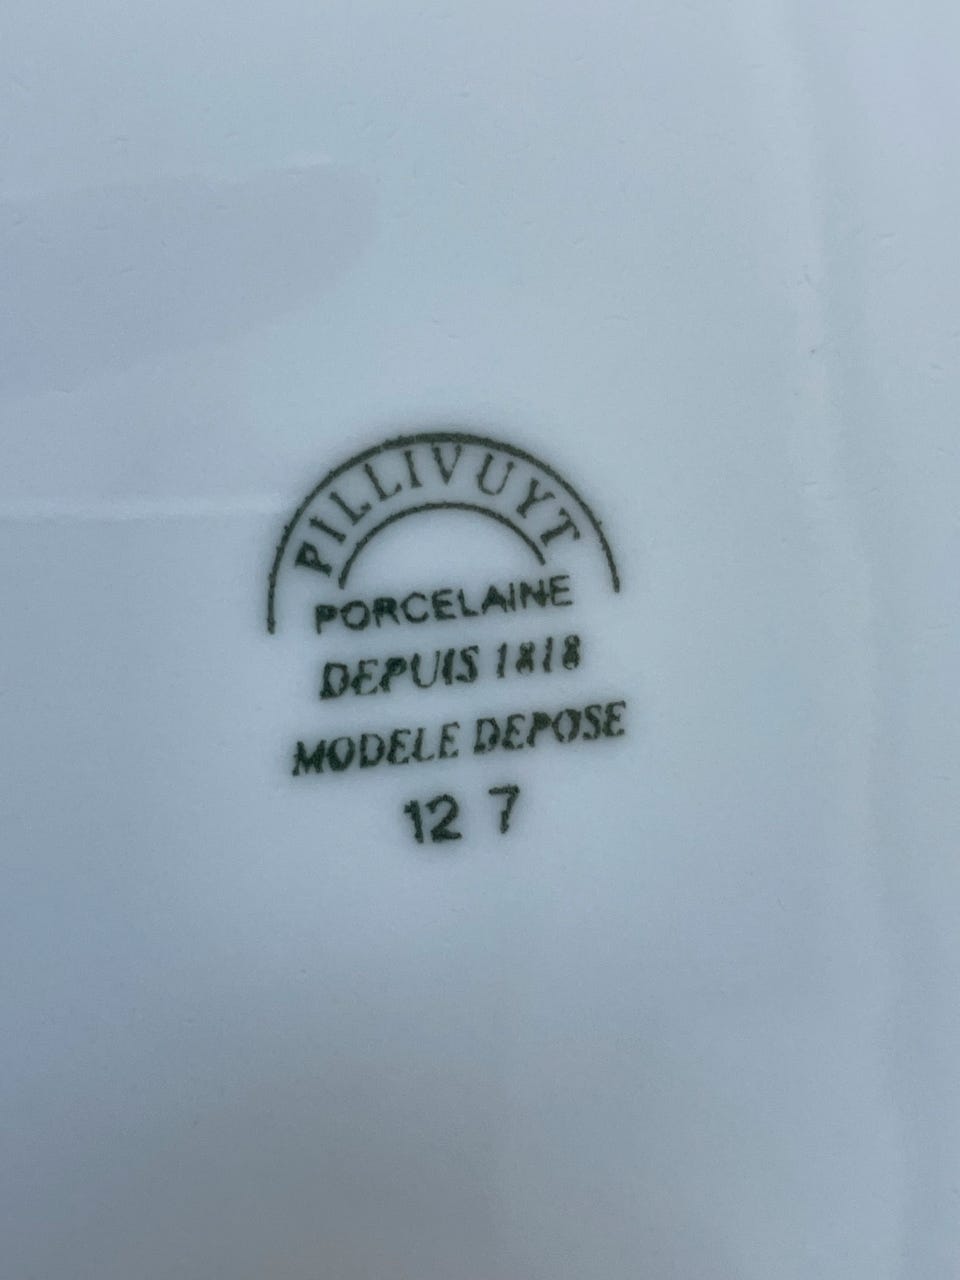 PILLIVUYT
PORCELAINE
DEPUIS 1818
MODELE DEPOSE
12 7